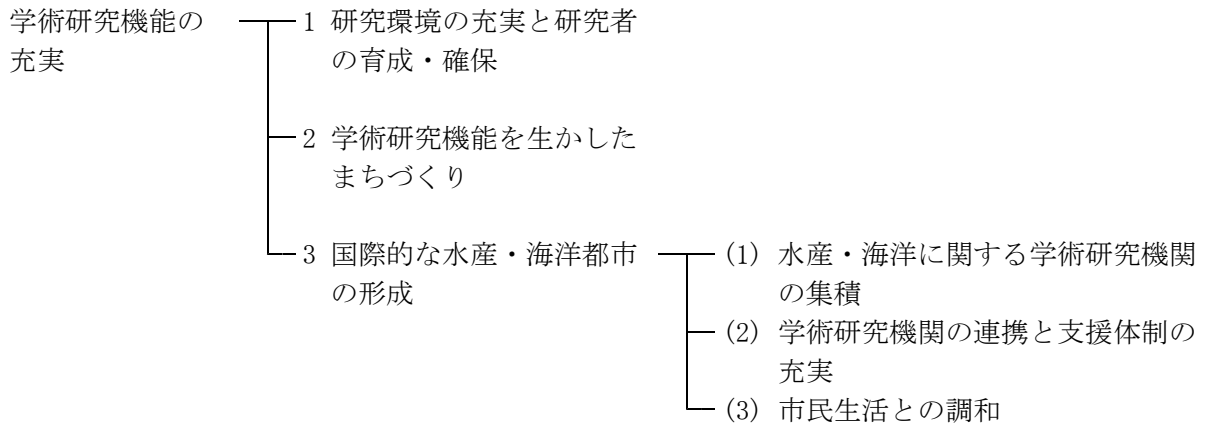 学術研究機能の
充実
1 研究環境の充実と研究者
の育成・確保
2 学術研究機能を生かした
まちづくり
3 国際的な水産・海洋都市
の形成
(1) 水産・海洋に関する学術研究機関
の集積
(2) 学術研究機関の連携と支援体制の
充実
(3) 市民生活との調和